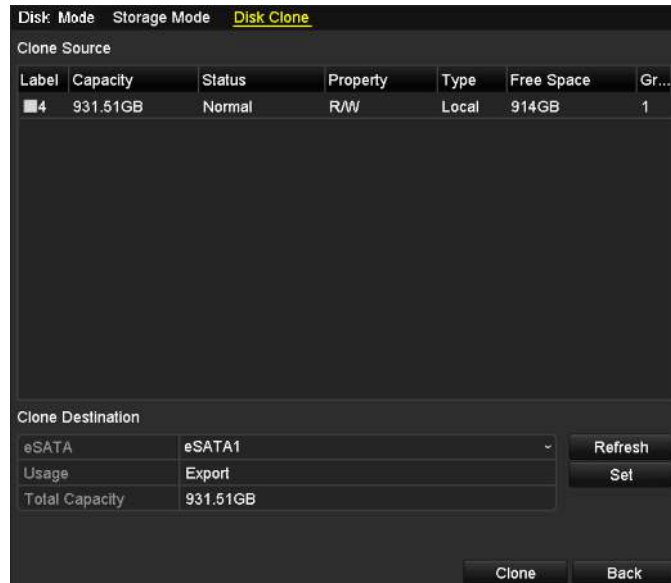 Disk Mode Storage Mode Disk Clone
Clone Source
Label Capacity Status Property Type Free Space Gr...
4 931.51GB Normal R/W Local 914GB 1
Clone Destination
eSATA eSATA1 Refresh
Usage Export Set
Total Capacity 931.51GB
Clone Back